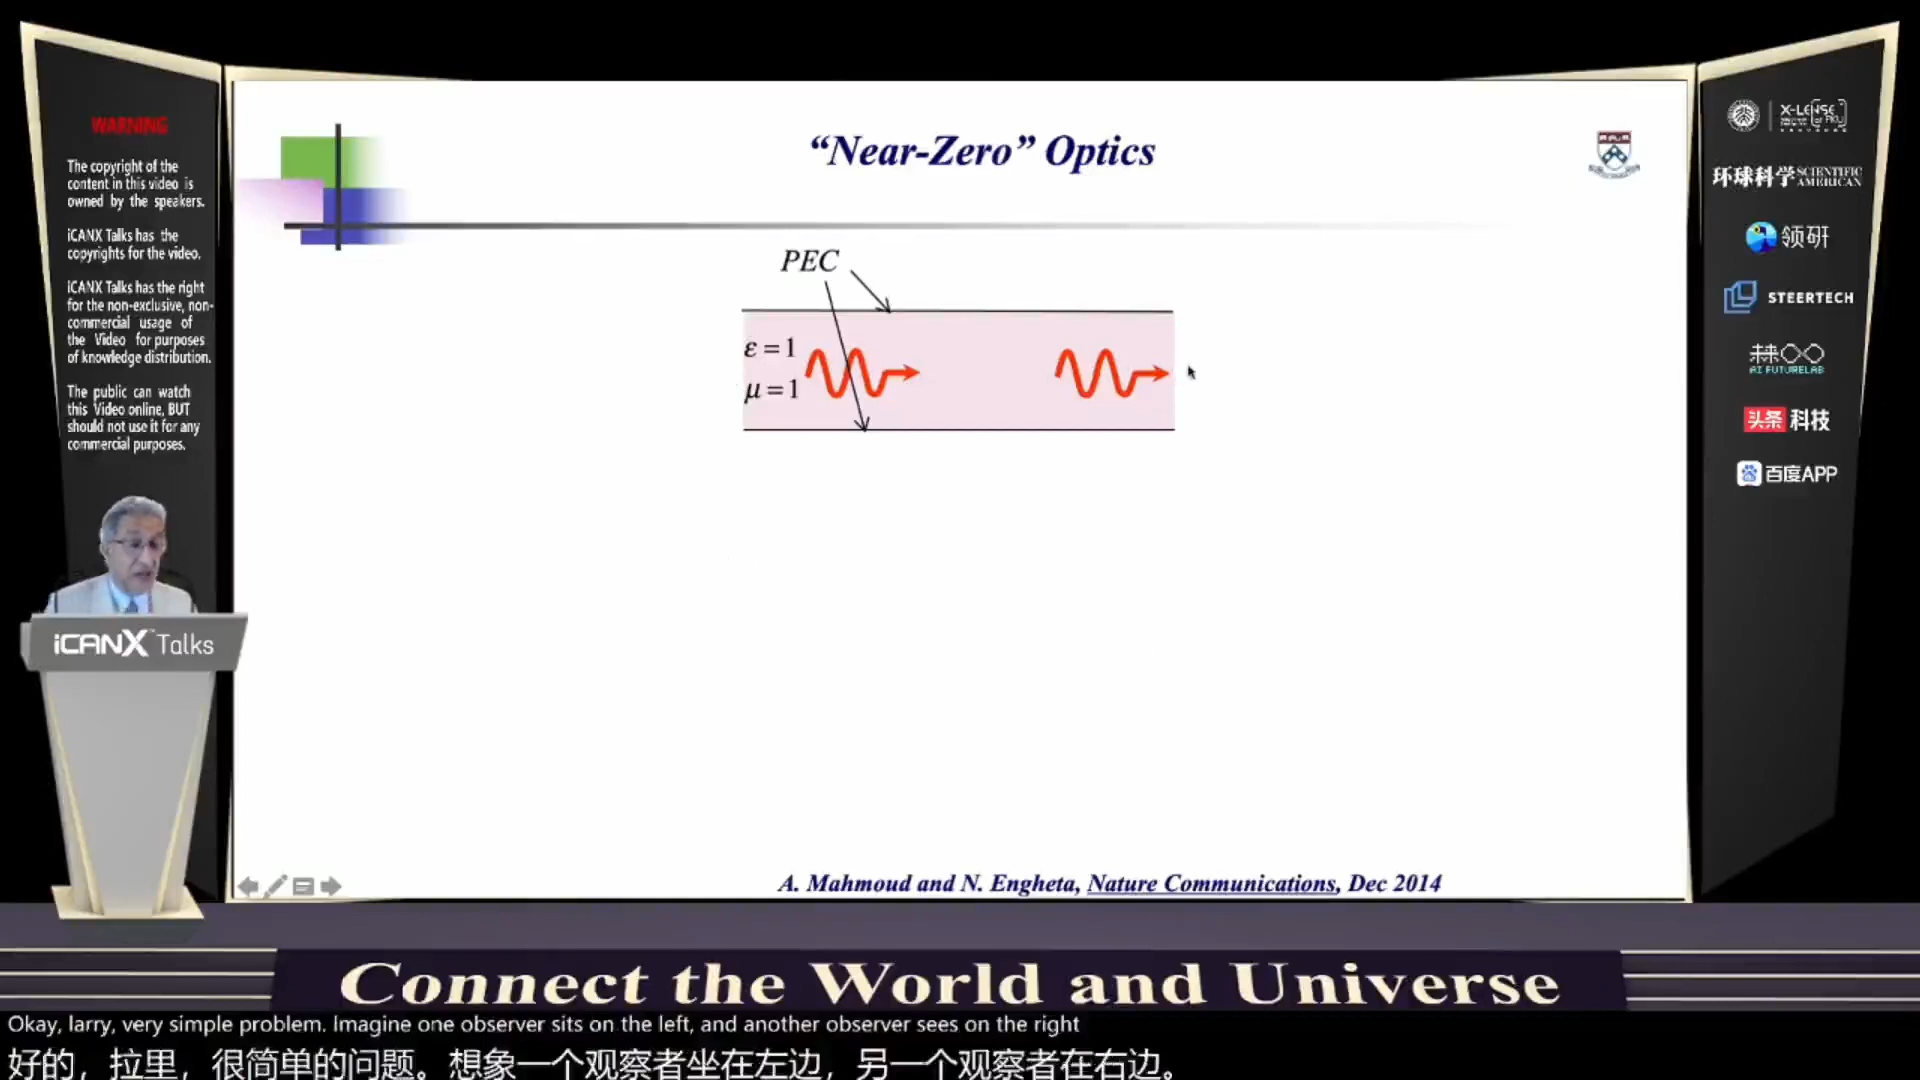 WARNING
The copyright of the
content in this video is
owned by the speakers.
iCANX Talks has the
copyrights for the video.
iCANX Talks has the right
for the non-exclusive, non-
commercial usage of
the Video for purposes
of knowledge distribution.
The public can watch
this Video online, BUT
should not use it for any
commercial purposes.
iCANX Talks
“Near-Zero” Optics
PEC
ε = 1
μ = 1
A. Mahmoud and N. Engheta, Nature Communications, Dec 2014
X-LENSE
环球科学 SCIENTIFIC AMERICAN
领研
STEERTECH
AI FUTURELAB
头条 科技
百度APP
Connect the World and Universe
Okay, larry, very simple problem. Imagine one observer sits on the left, and another observer sees on the right
好的，拉里，很简单的问题。想象一个观察者坐在左边，另一个观察者在右边。